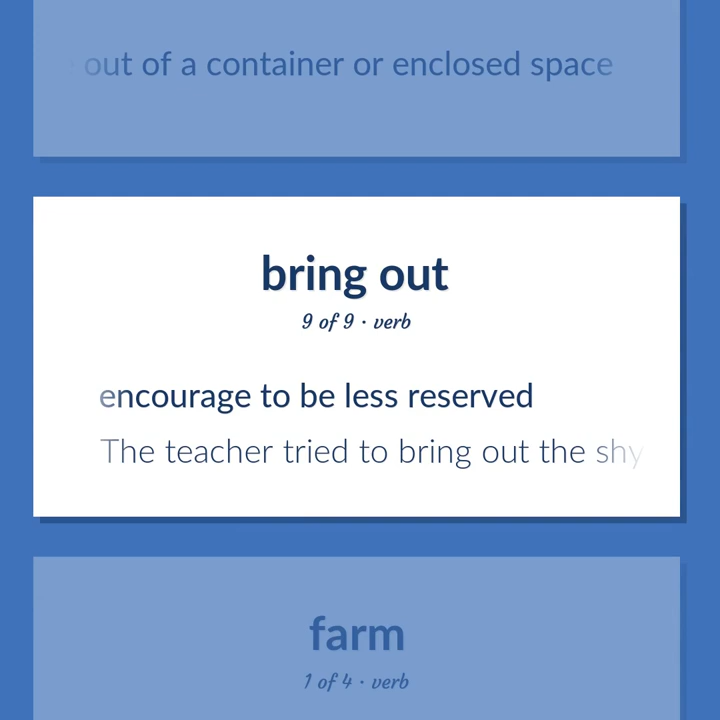 out of a container or enclosed space
bring out
9 of 9 · verb
encourage to be less reserved
The teacher tried to bring out the shy
farm
1 of 4 · verb